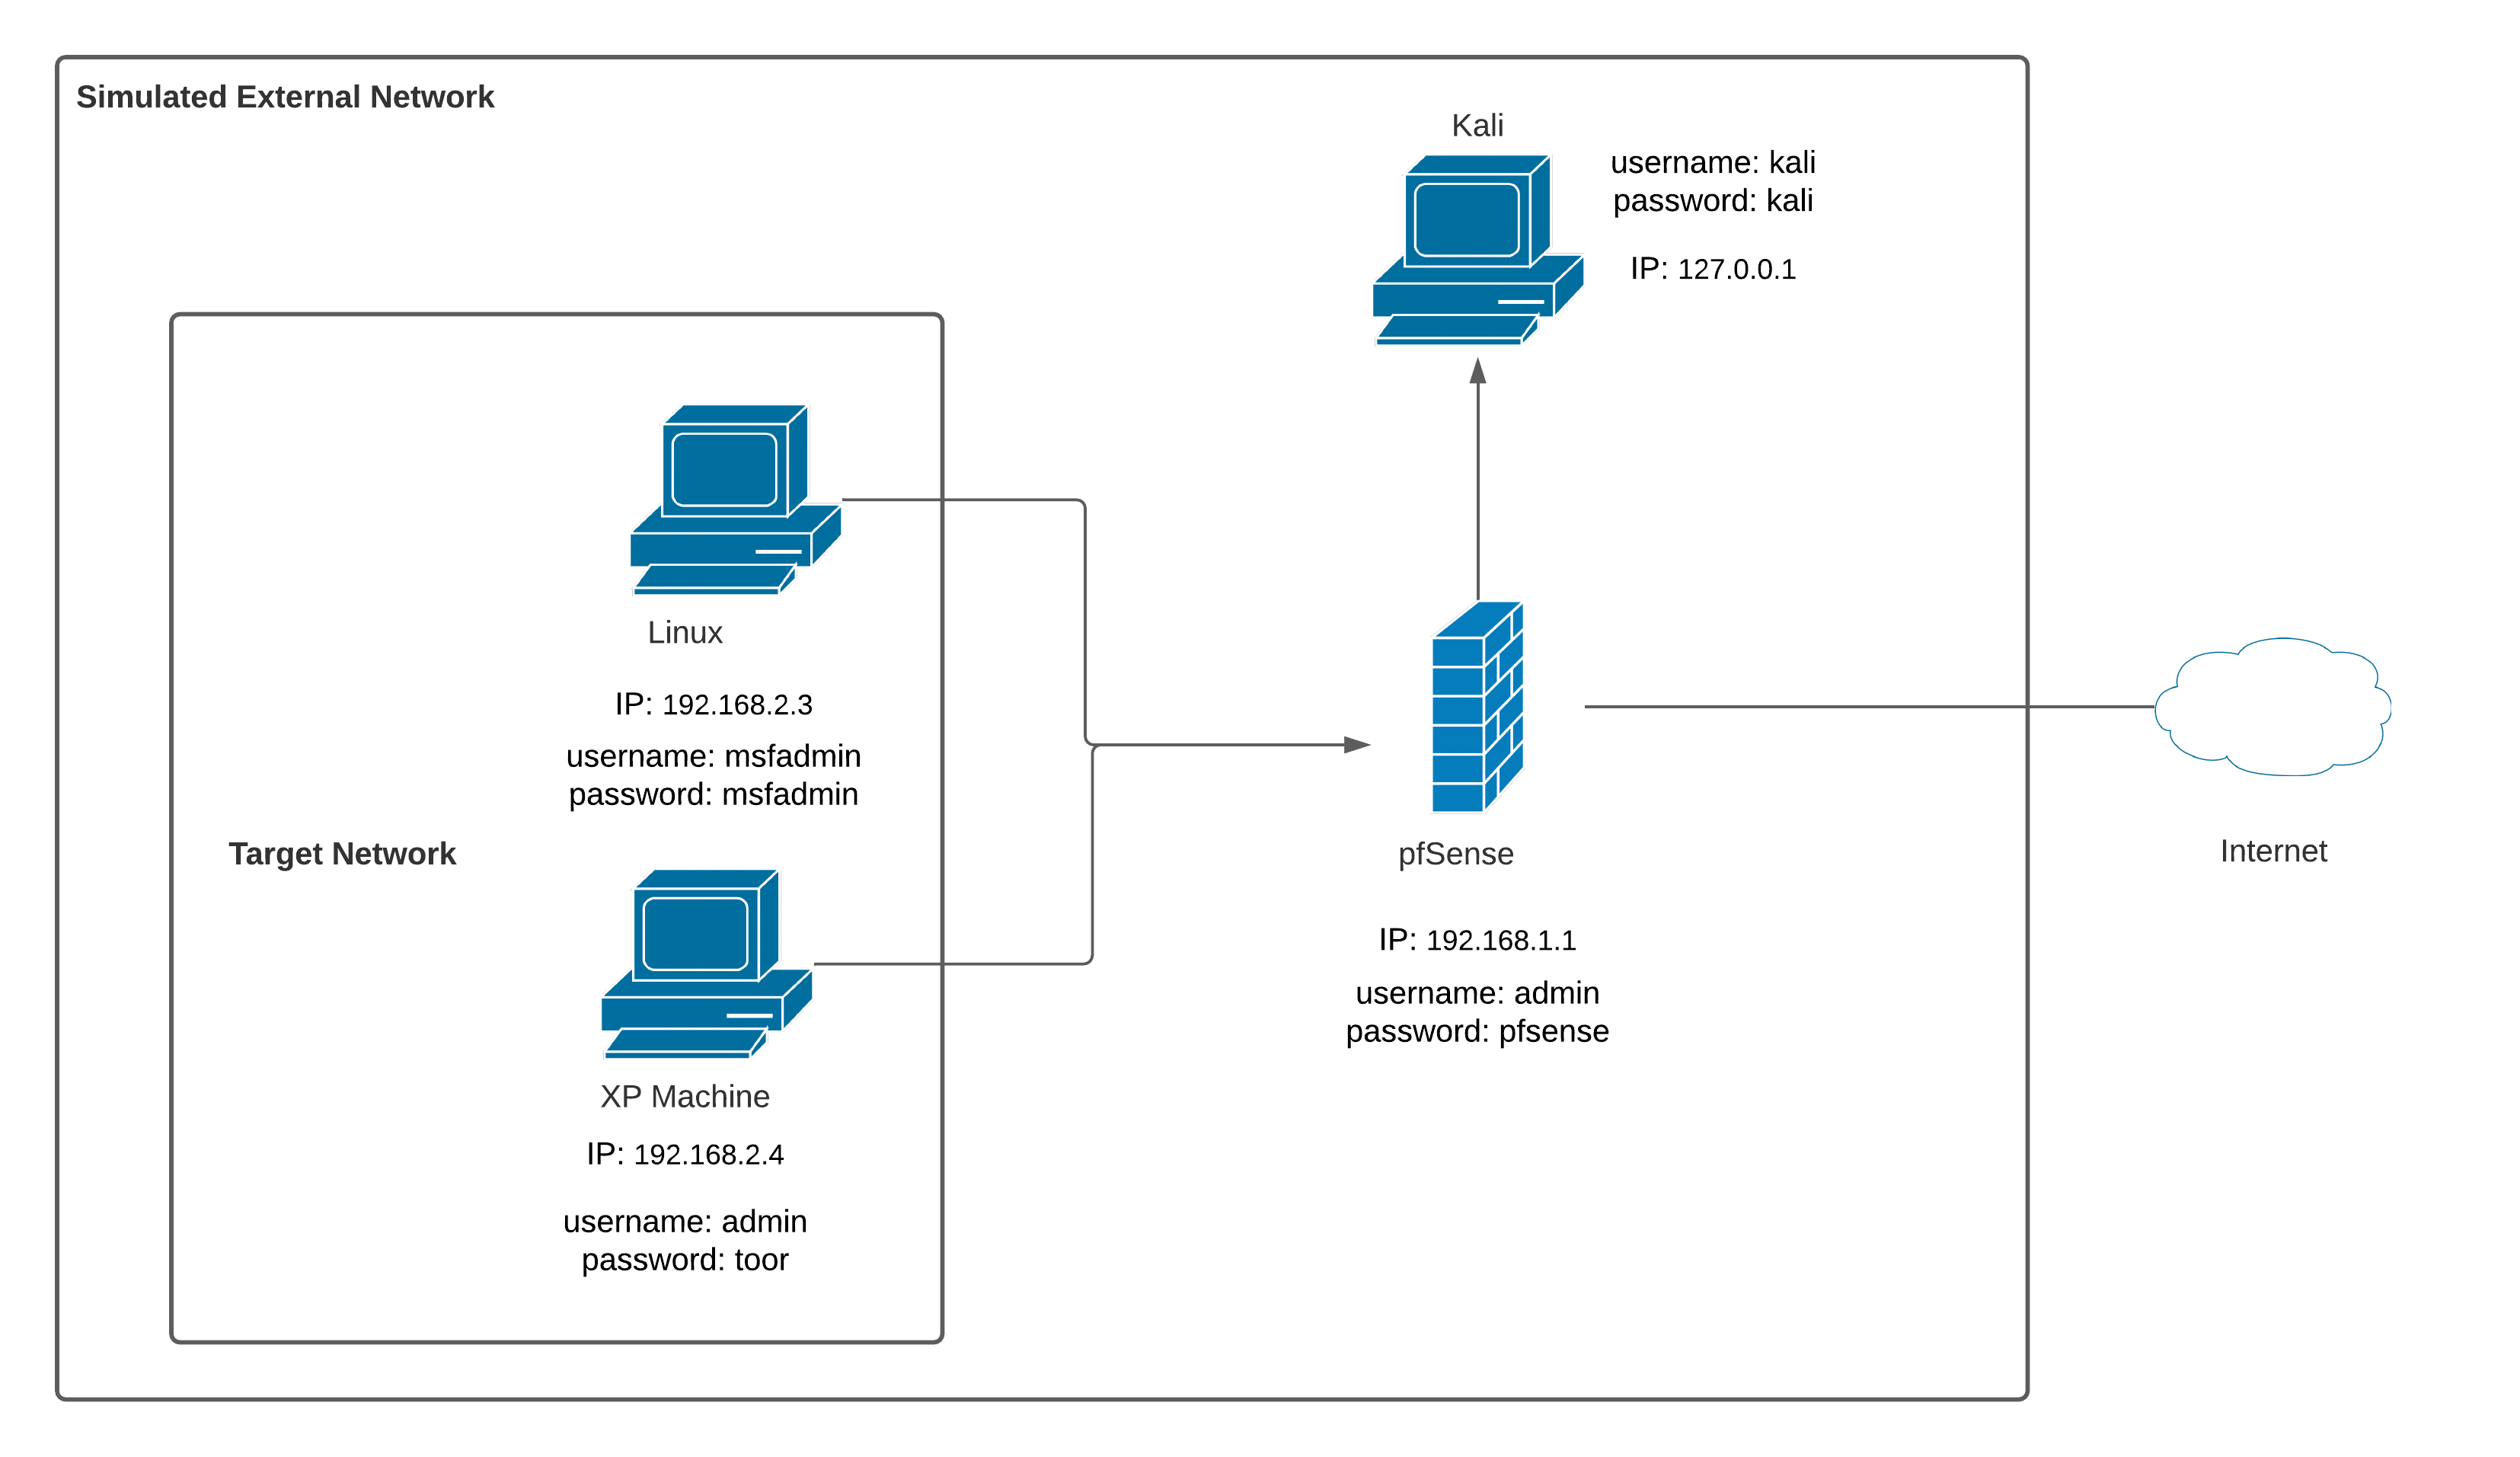 Simulated External Network
Kali
username: kali
password: kali
IP: 127.0.0.1
Linux
IP: 192.168.2.3
username: msfadmin
password: msfadmin
Target Network
XP Machine
IP: 192.168.2.4
username: admin
password: toor
pfSense
IP: 192.168.1.1
username: admin
password: pfsense
Internet